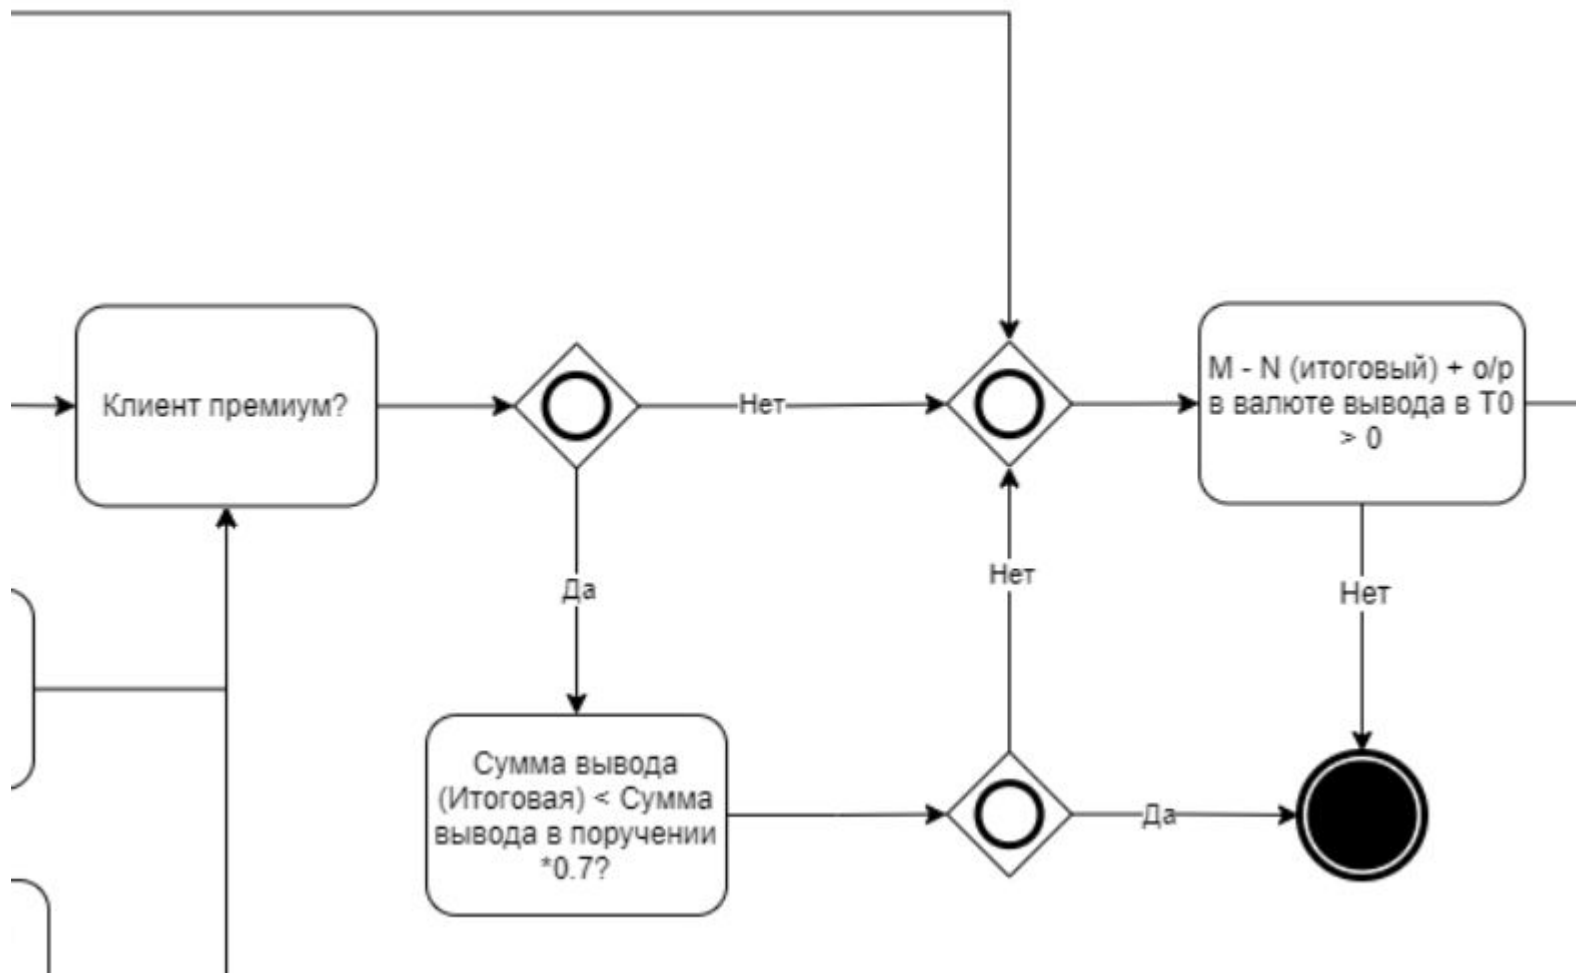 Клиент премиум?
Нет
M - N (итоговый) + о/р
в валюте вывода в T0
> 0
Да
Нет
Нет
Сумма вывода
(Итоговая) < Сумма
вывода в поручении
*0.7?
Да